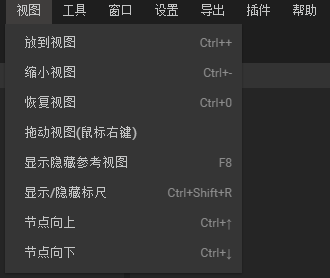 视图 工具 窗口 设置 导出 插件 帮助
放到视图 Ctrl++
缩小视图 Ctrl+-
恢复视图 Ctrl+0
拖动视图(鼠标右键)
显示隐藏参考视图 F8
显示/隐藏标尺 Ctrl+Shift+R
节点向上 Ctrl+↑
节点向下 Ctrl+↓